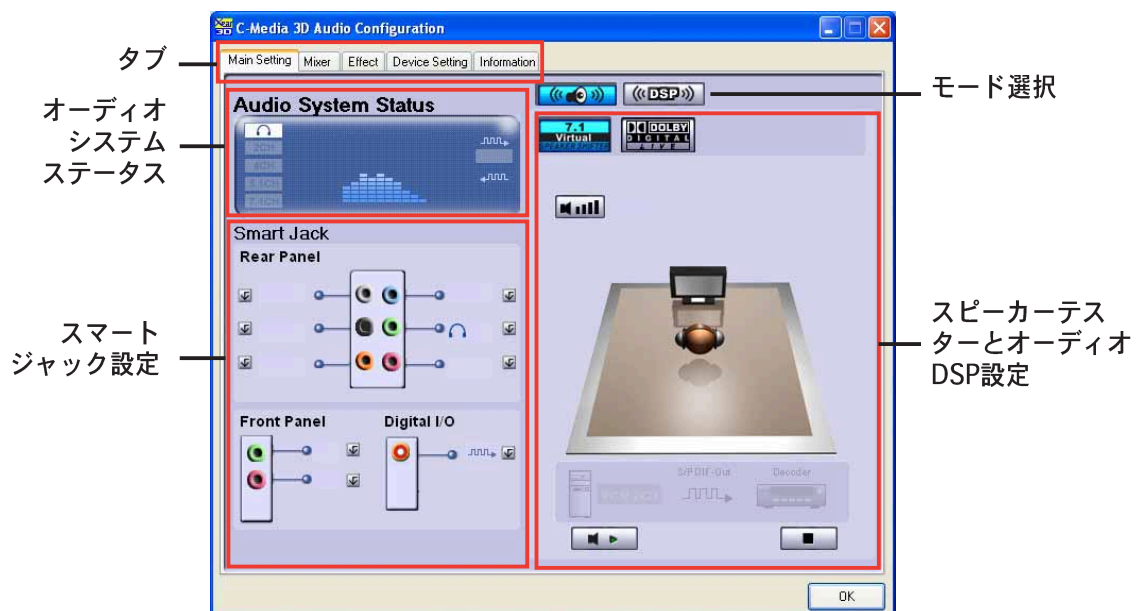 C-Media 3D Audio Configuration
Main Setting Mixer Effect Device Setting Information
タブ
オーディオ
システム
ステータス
スマート
ジャック設定
Audio System Status
2CH
4CH
5.1CH
7.1CH
Smart Jack
Rear Panel
Front Panel
Digital I/O
DSP
7.1
Virtual
SPEAKER SHIFTER
DOLBY
DIGITAL
LIVE
S/PDIF-Out
Decoder
OK
モード選択
スピーカーテス
ターとオーディオ
DSP設定